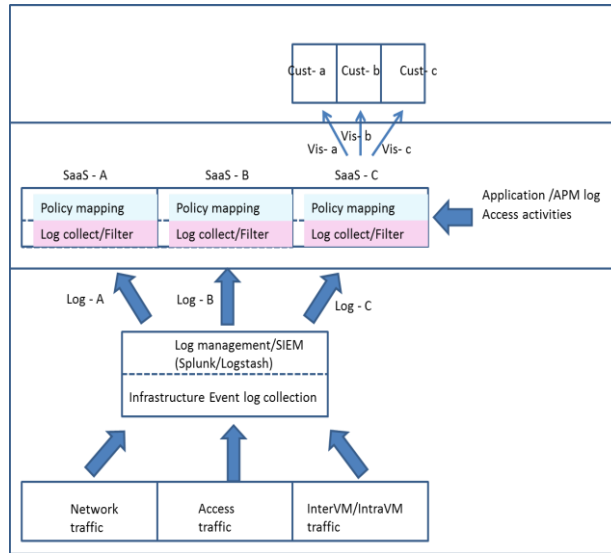 Cust- a
Cust- b
Cust- c
Vis- b
Vis- a
Vis- c
SaaS - A
SaaS - B
SaaS - C
Policy mapping
Policy mapping
Policy mapping
Log collect/Filter
Log collect/Filter
Log collect/Filter
Application /APM log
Access activities
Log - A
Log - B
Log - C
Log management/SIEM
(Splunk/Logstash)
Infrastructure Event log collection
Network
traffic
Access
traffic
InterVM/IntraVM
traffic